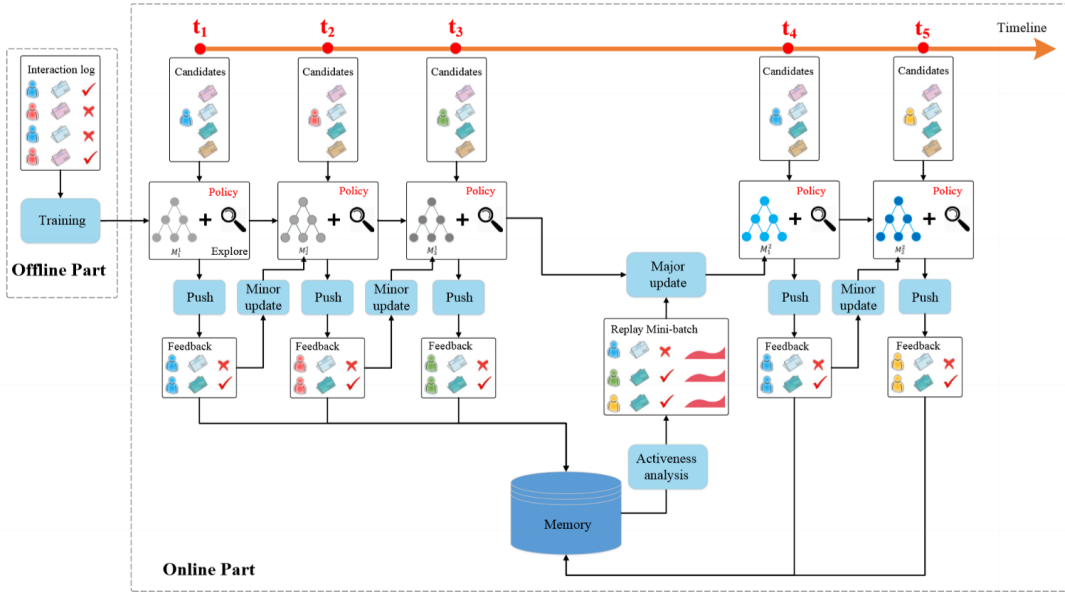 t1 t2 t3 t4 t5 Timeline
Interaction log
Candidates
Candidates
Candidates
Candidates
Candidates
Training
Offline Part
Policy
Explore
Policy
Policy
Policy
Policy
Push
Minor
update
Push
Minor
update
Push
Major
update
Push
Minor
update
Push
Feedback
Feedback
Feedback
Replay Mini-batch
Feedback
Feedback
Activeness
analysis
Memory
Online Part